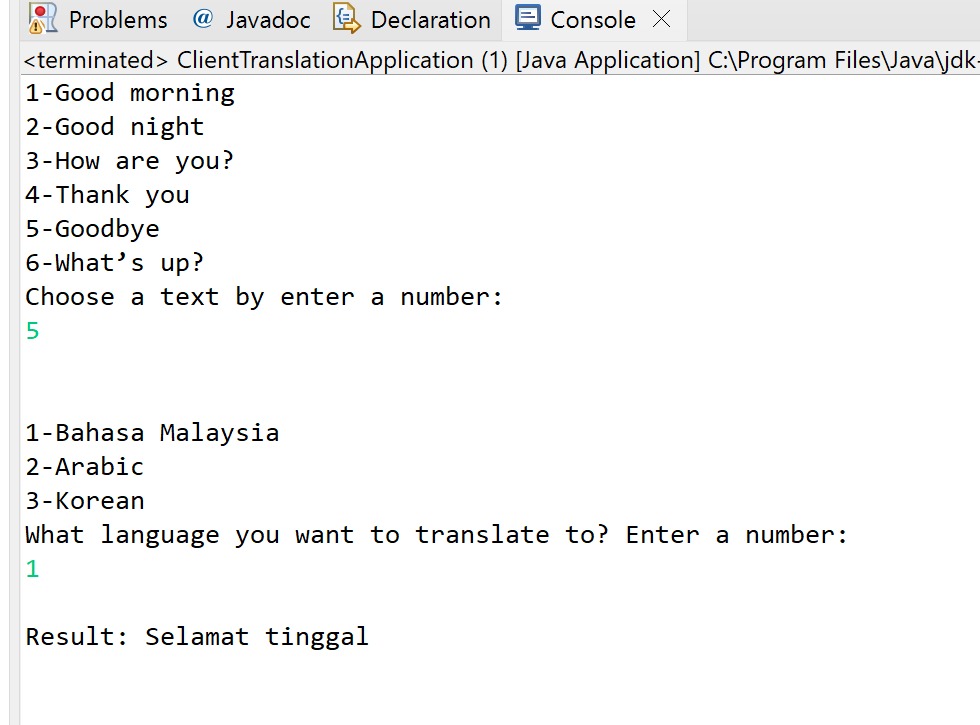 Problems @ Javadoc Declaration Console
<terminated> ClientTranslationApplication (1) [Java Application] C:\Program Files\Java\jdk-
1-Good morning
2-Good night
3-How are you?
4-Thank you
5-Goodbye
6-What’s up?
Choose a text by enter a number:
5
1-Bahasa Malaysia
2-Arabic
3-Korean
What language you want to translate to? Enter a number:
1
Result: Selamat tinggal